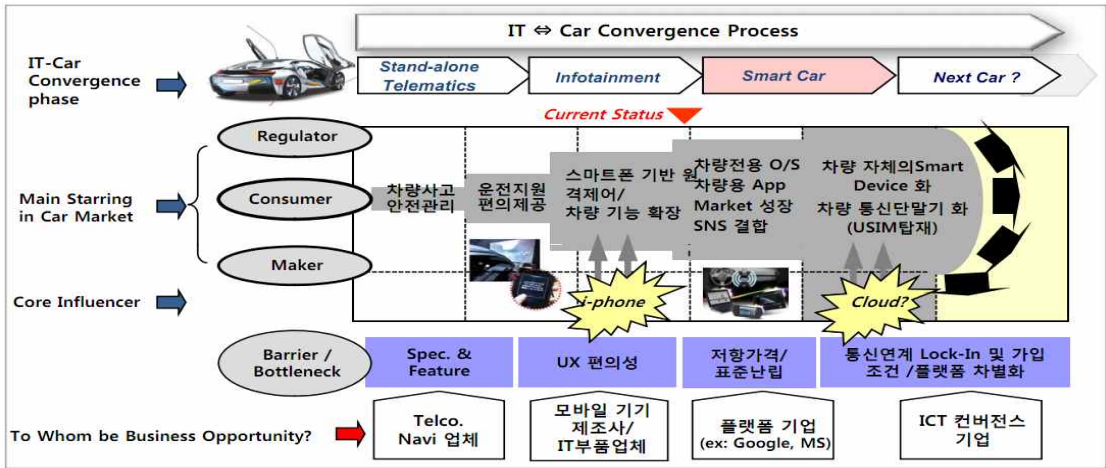 IT ⇔ Car Convergence Process
IT-Car
Convergence
phase
Stand-alone
Telematics
Infotainment
Smart Car
Next Car ?
Current Status
Main Starring
in Car Market
Regulator
Consumer
Maker
차량사고
안전관리
운전지원
편의제공
스마트폰 기반 원
격제어/
차량 기능 확장
차량전용 O/S
차량용 App
Market 성장
SNS 결합
차량 자체의Smart
Device 화
차량 통신단말기 화
(USIM탑재)
Core Influencer
i-phone
Cloud?
Barrier /
Bottleneck
Spec. &
Feature
UX 편의성
저항가격/
표준난립
통신연계 Lock-In 및 가입
조건 /플랫폼 차별화
To Whom be Business Opportunity?
Telco.
Navi 업체
모바일 기기
제조사/
IT부품업체
플랫폼 기업
(ex: Google, MS)
ICT 컨버전스
기업